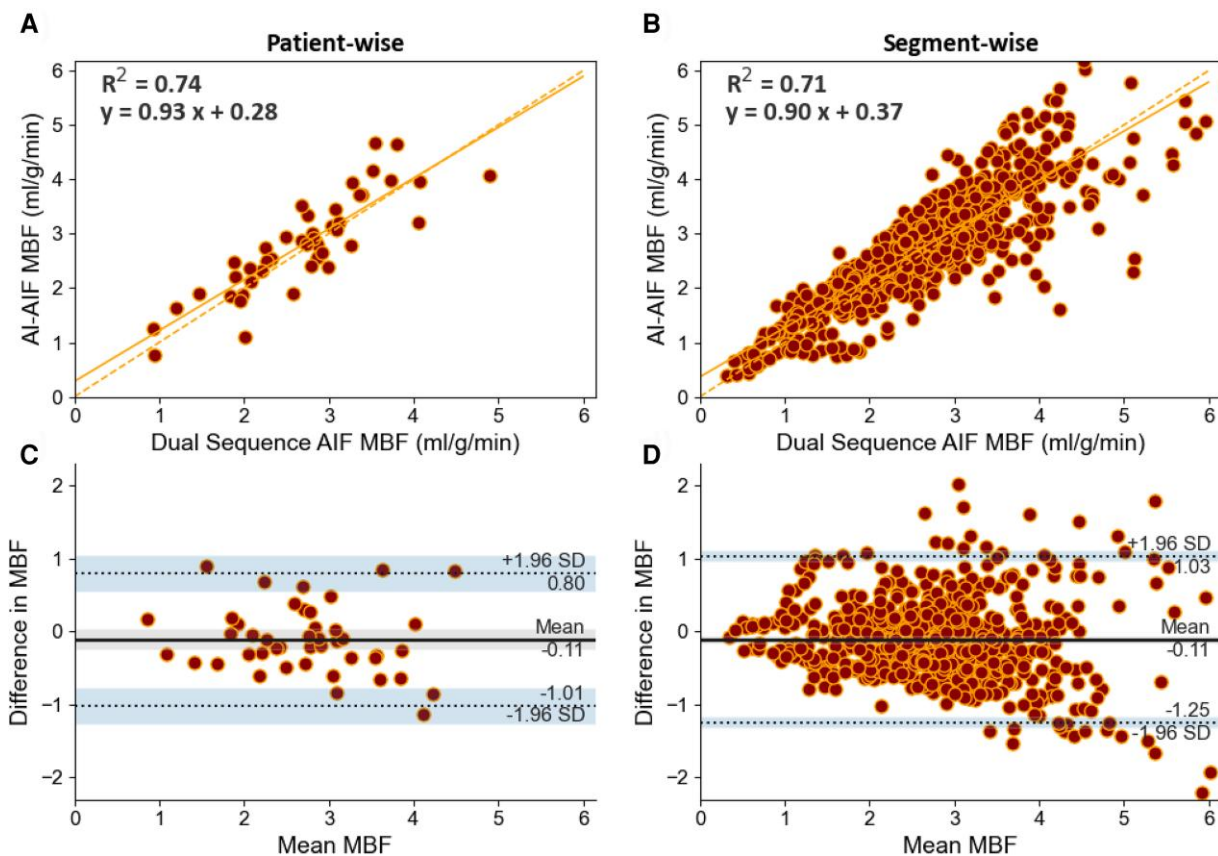 A
Patient-wise
R² = 0.74
y = 0.93 x + 0.28
6
5
4
3
2
1
0
AI-AIF MBF (ml/g/min)
0 1 2 3 4 5 6
Dual Sequence AIF MBF (ml/g/min)
B
Segment-wise
R² = 0.71
y = 0.90 x + 0.37
6
5
4
3
2
1
0
AI-AIF MBF (ml/g/min)
0 1 2 3 4 5 6
Dual Sequence AIF MBF (ml/g/min)
C
2
1
0
−1
−2
Difference in MBF
+1.96 SD
0.80
Mean
-0.11
-1.01
-1.96 SD
0 1 2 3 4 5 6
Mean MBF
D
2
1
0
−1
−2
Difference in MBF
+1.96 SD
1.03
Mean
-0.11
-1.25
-1.96 SD
0 1 2 3 4 5 6
Mean MBF